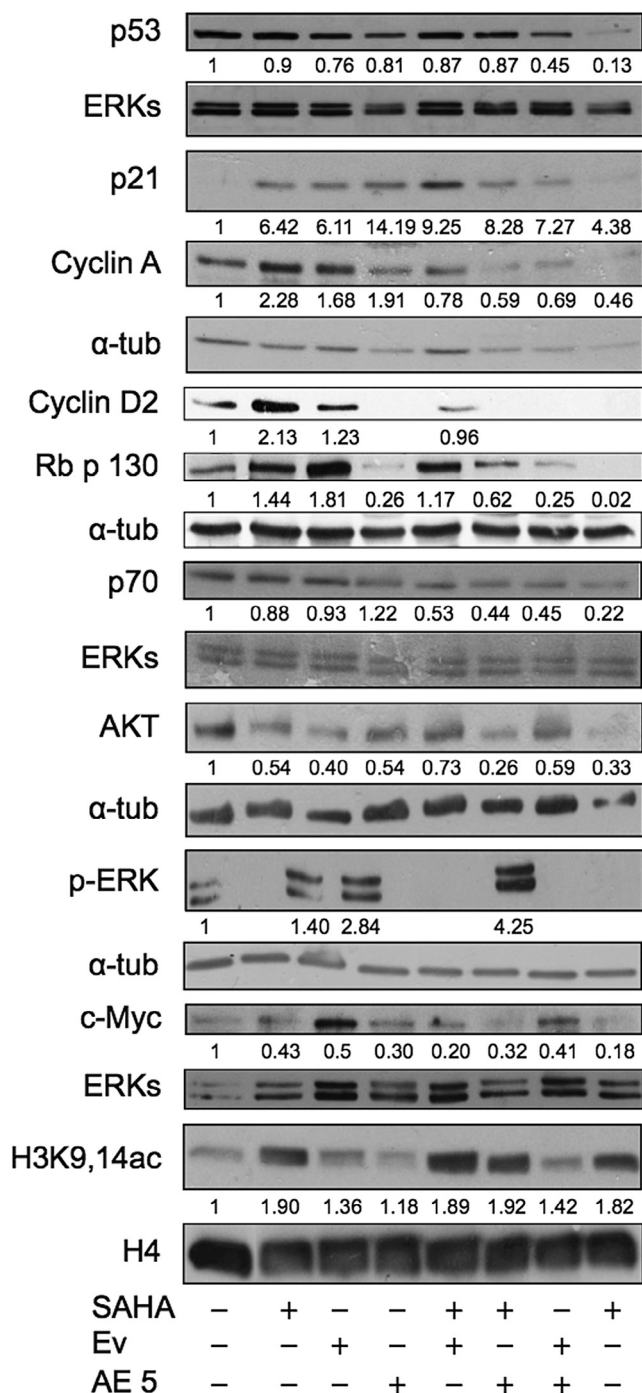 p53
1 0.9 0.76 0.81 0.87 0.87 0.45 0.13
ERKs
p21
1 6.42 6.11 14.19 9.25 8.28 7.27 4.38
Cyclin A
1 2.28 1.68 1.91 0.78 0.59 0.69 0.46
α-tub
Cyclin D2
1 2.13 1.23 0.96
Rb p 130
1 1.44 1.81 0.26 1.17 0.62 0.25 0.02
α-tub
p70
1 0.88 0.93 1.22 0.53 0.44 0.45 0.22
ERKs
AKT
1 0.54 0.40 0.54 0.73 0.26 0.59 0.33
α-tub
p-ERK
1 1.40 2.84 4.25
α-tub
c-Myc
1 0.43 0.5 0.30 0.20 0.32 0.41 0.18
ERKs
H3K9,14ac
1 1.90 1.36 1.18 1.89 1.92 1.42 1.82
H4
SAHA – + – – + + – +
Ev – – + – + – + –
AE 5 – – – + – + + +